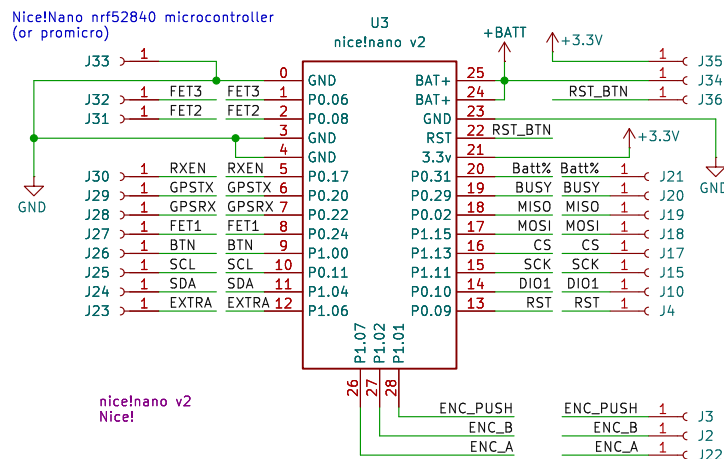 Nice!Nano nrf52840 microcontroller
(or promicro)
U3
nice!nano v2
+BATT
+3.3V
J33 1 0 GND BAT+ 25 1 J35
J32 1 FET3 FET3 1 P0.06 BAT+ 24 1 J34
J31 1 FET2 FET2 2 P0.08 GND 23 RST_BTN 1 J36
3 GND RST 22 RST_BTN
4 GND 3.3v 21 +3.3V
J30 1 RXEN RXEN 5 P0.17 P0.31 20 Batt% Batt% 1 J21
J29 1 GPSTX GPSTX 6 P0.20 P0.29 19 BUSY BUSY 1 J20
J28 1 GPSRX GPSRX 7 P0.22 P0.02 18 MISO MISO 1 J19
J27 1 FET1 FET1 8 P0.24 P1.15 17 MOSI MOSI 1 J18
J26 1 BTN BTN 9 P1.00 P1.13 16 CS CS 1 J17
J25 1 SCL SCL 10 P0.11 P1.11 15 SCK SCK 1 J15
J24 1 SDA SDA 11 P1.04 P0.10 14 DIO1 DIO1 1 J10
J23 1 EXTRA EXTRA 12 P1.06 P0.09 13 RST RST 1 J4
GND
GND
P1.07 P1.02 P1.01
26 27 28
nice!nano v2
Nice!
ENC_PUSH ENC_PUSH 1 J3
ENC_B ENC_B 1 J2
ENC_A ENC_A 1 J22